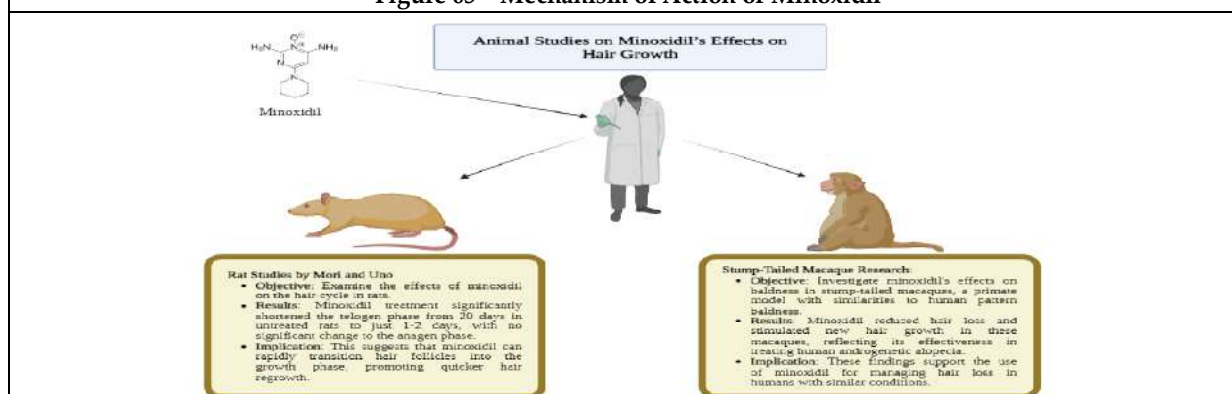 Figure 03 - Mechanism of Action of Minoxidil
Animal Studies on Minoxidil's Effects on
Hair Growth
O
H₂N
N
NH₂
N
N
Minoxidil
Rat Studies by Mori and Uno
• Objective: Examine the effects of minoxidil
on the hair cycle in rats.
• Results: Minoxidil treatment significantly
shortened the telogen phase from 20 days in
untreated rats to just 1-2 days, with no
significant change to the anagen phase.
• Implication: This suggests that minoxidil can
rapidly transition hair follicles into the
growth phase, promoting quicker hair
regrowth.
Stump-Tailed Macaque Research:
• Objective: Investigate minoxidil's effects on
baldness in stump-tailed macaques, a primate
model with similarities to human pattern
baldness.
• Results: Minoxidil reduced hair loss and
stimulated new hair growth in these
macaques, reflecting its effectiveness in
treating human androgenetic alopecia.
• Implication: These findings support the use
of minoxidil for managing hair loss in
humans with similar conditions.